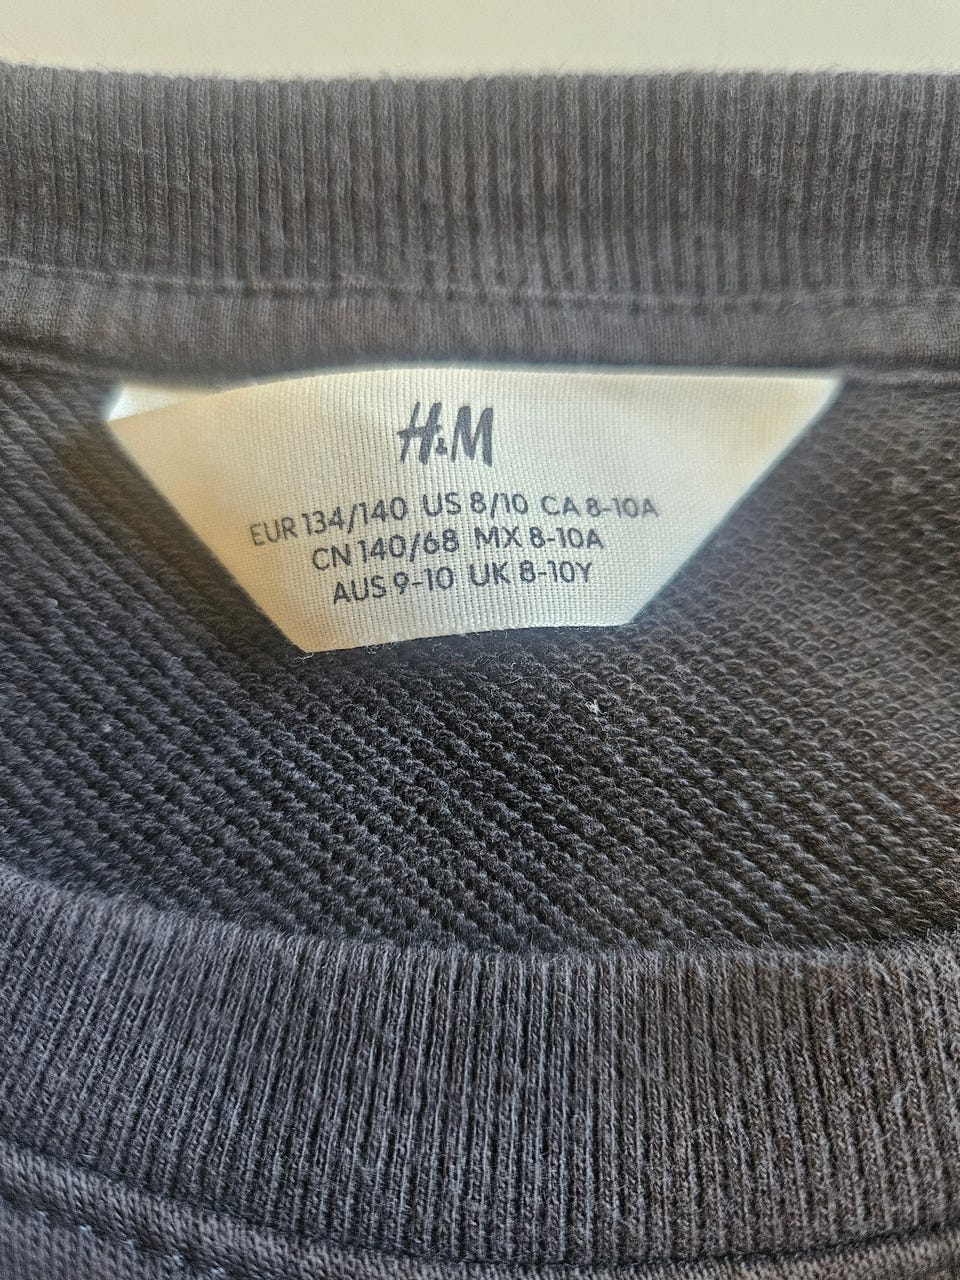 H&M
EUR 134/140 US 8/10 CA 8-10A
CN 140/68 MX 8-10A
AUS 9-10 UK 8-10Y